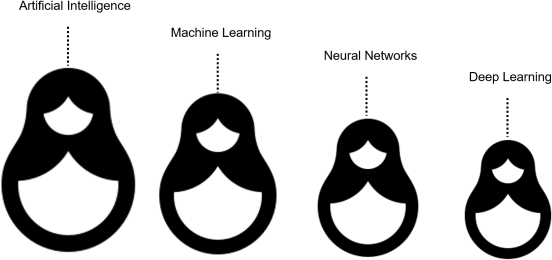 Artificial Intelligence
Machine Learning
Neural Networks
Deep Learning